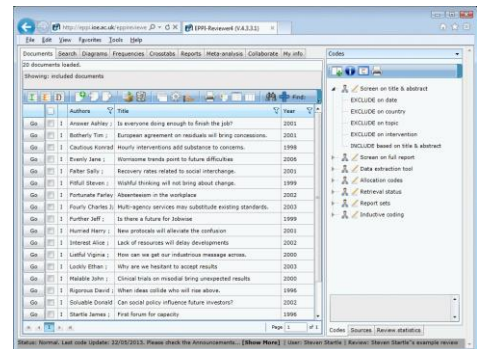 http://eppi.ioe.ac.uk/eppireviewe
EPPI-Reviewer4 (V.4.3.3.1)
File Edit View Favorites Tools Help
Documents Search Diagrams Frequencies Crosstabs Reports Meta-analysis Collaborate My info
20 documents loaded.
Showing: included documents
I E D Find:
Authors Title Year
Go I Answer Ashley ; Is everyone doing enough to finish the job? 2001
Go I Botherly Tim ; European agreement on residuals will bring concessions. 2001
Go I Cautious Konrad Hourly interventions add substance to concerns. 1998
Go I Evenly Jane ; Worrisome trends point to future difficulties 2006
Go I Falter Sally ; Recovery rates related to social interchange. 2001
Go I Fitful Steven ; Wishful thinking will not bring about change. 1999
Go I Fortunate Farley Absenteeism in the workplace 2002
Go I Fourly Charles J; Multi-agency services may substitute existing standards. 2003
Go I Further Jeff ; Is there a future for Jobwise 1999
Go I Hurried Harry ; New protocols will alleviate the confusion 2001
Go I Interest Alice ; Lack of resources will delay developments 2002
Go I Listful Viginia ; How can we get our industrious message across. 2000
Go I Luckly Ethan ; Why are we hesitant to accept results 2003
Go I Malable John ; Clinical trials on misodial bring unexpected results 2000
Go I Rigorous David ; When ideas collide who will rise above. 1996
Go I Soluable Donald Can social policy influence future investors? 2002
Go I Startle James ; First forum for capacity 1996
1 Page 1 of 1
Codes
Screen on title & abstract
EXCLUDE on date
EXCLUDE on country
EXCLUDE on topic
EXCLUDE on intervention
INCLUDE based on title & abstract
Screen on full report
Data extraction tool
Allocation codes
Retrieval status
Report sets
Inductive coding
Codes Sources Review statistics
Status: Normal. Last code Update: 22/05/2013. Please check the Announcements... [Show More] | User: Steven Startle | Review: Steven Startle's example review